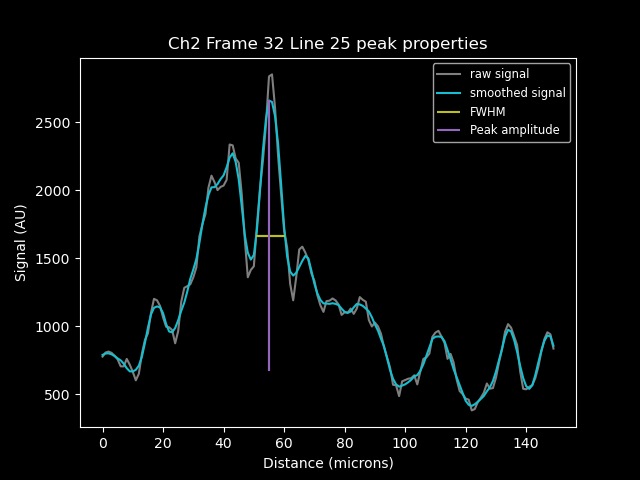 Ch2 Frame 32 Line 25 peak properties
raw signal
smoothed signal
FWHM
Peak amplitude
Signal (AU)
2500
2000
1500
1000
500
0 20 40 60 80 100 120 140
Distance (microns)